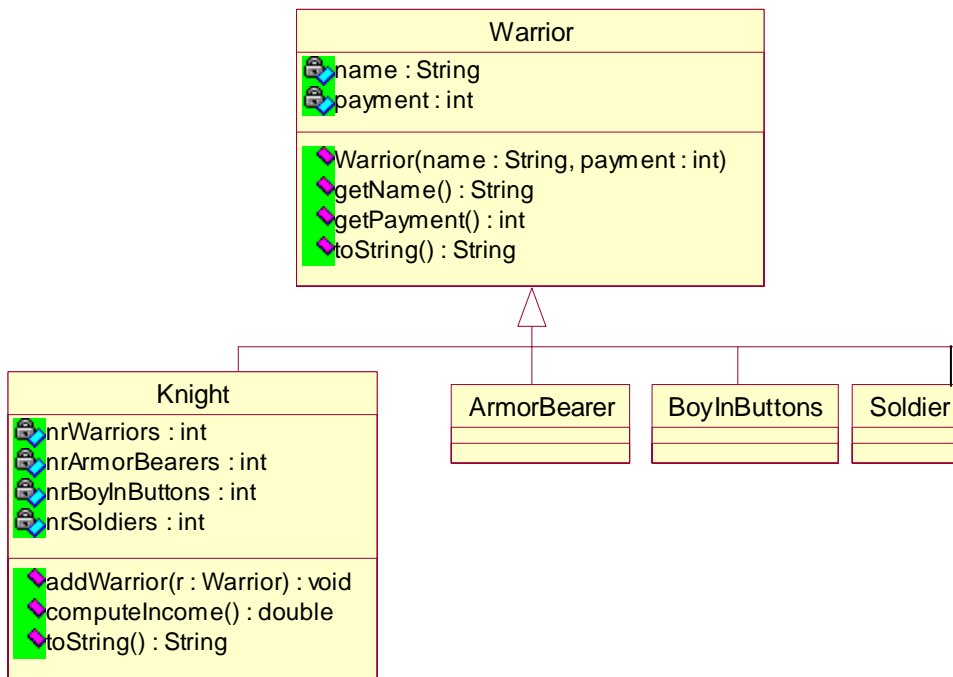 Warrior
name : String
payment : int
Warrior(name : String, payment : int)
getName() : String
getPayment() : int
toString() : String
Knight
nrWarriors : int
nrArmorBearers : int
nrBoyInButtons : int
nrSoldiers : int
addWarrior(r : Warrior) : void
computeIncome() : double
toString() : String
ArmorBearer
BoyInButtons
Soldier